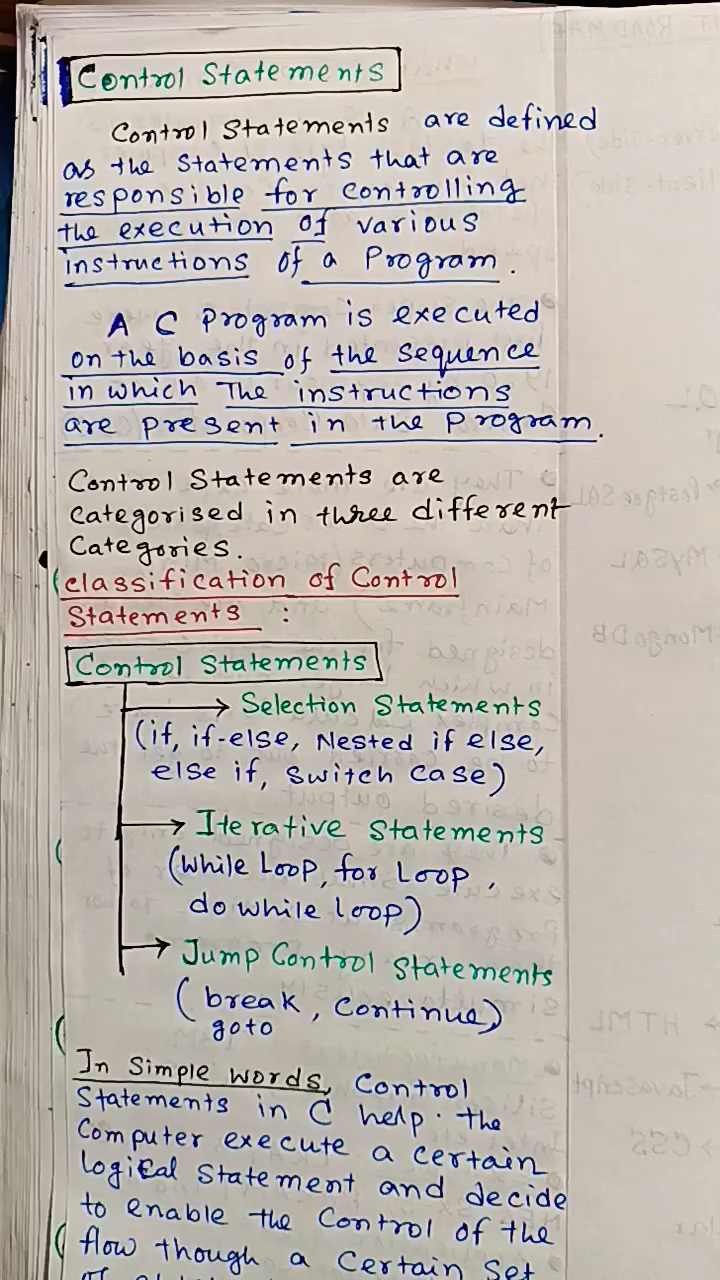 Control Statements
Control Statements are defined
as the statements that are
responsible for controlling
the execution of various
instructions of a Program.
A C Program is executed
on the basis of the sequence
in which The instructions
are present in the Program.
Control Statements are
Categorised in three different
Categories.
classification of Control
Statements :
Control Statements
Selection Statements
(if, if-else, Nested if else,
else if, Switch Case)
Iterative Statements
(While Loop, for Loop,
do while loop)
Jump Control Statements
(break, Continue)
goto
In Simple words, Control
Statements in C help. the
Computer execute a certain
logical Statement and decide
to enable the Control of the
flow though a Certain Set